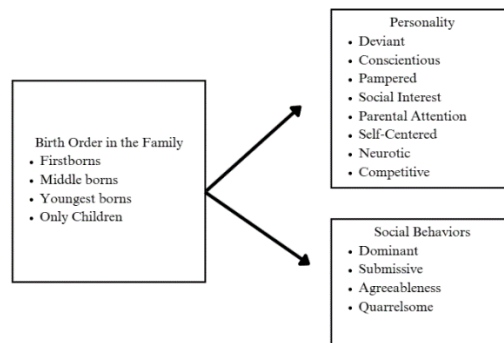 Birth Order in the Family
• Firstborns
• Middle borns
• Youngest borns
• Only Children
Personality
• Deviant
• Conscientious
• Pampered
• Social Interest
• Parental Attention
• Self-Centered
• Neurotic
• Competitive
Social Behaviors
• Dominant
• Submissive
• Agreeableness
• Quarrelsome